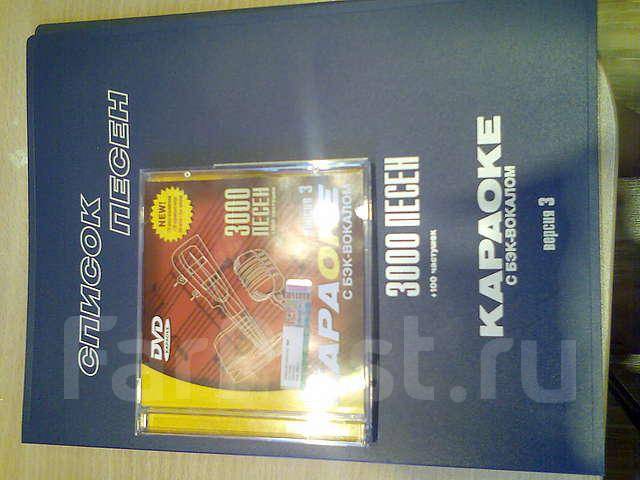 СПИСОК
ПЕСЕН
3000 ПЕСЕН
+100 частушек
КАРАОКЕ
С БЭК-ВОКАЛОМ
версия 3
NEW!
3000
ПЕСЕН
версия 3
КАРАОКЕ
С БЭК-ВОКАЛОМ
DVD
Farpost.ru